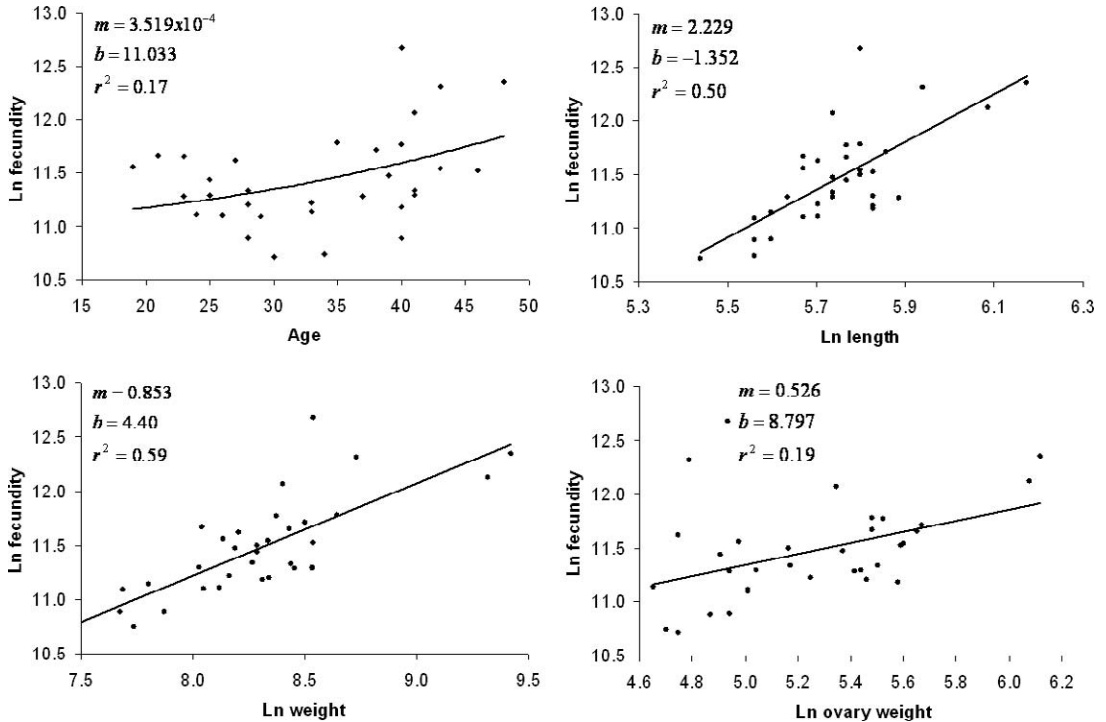 m = 3.519x10⁻⁴
b = 11.033
r² = 0.17
13.0
12.5
12.0
11.5
11.0
10.5
Ln fecundity
15 20 25 30 35 40 45 50
Age
m = 2.229
b = −1.352
r² = 0.50
13.0
12.5
12.0
11.5
11.0
10.5
Ln fecundity
5.3 5.5 5.7 5.9 6.1 6.3
Ln length
m − 0.853
b = 4.40
r² = 0.59
13.0
12.5
12.0
11.5
11.0
10.5
Ln fecundity
7.5 8.0 8.5 9.0 9.5
Ln weight
m = 0.526
b = 8.797
r² = 0.19
13.0
12.5
12.0
11.5
11.0
10.5
Ln fecundity
4.6 4.8 5.0 5.2 5.4 5.6 5.8 6.0 6.2
Ln ovary weight